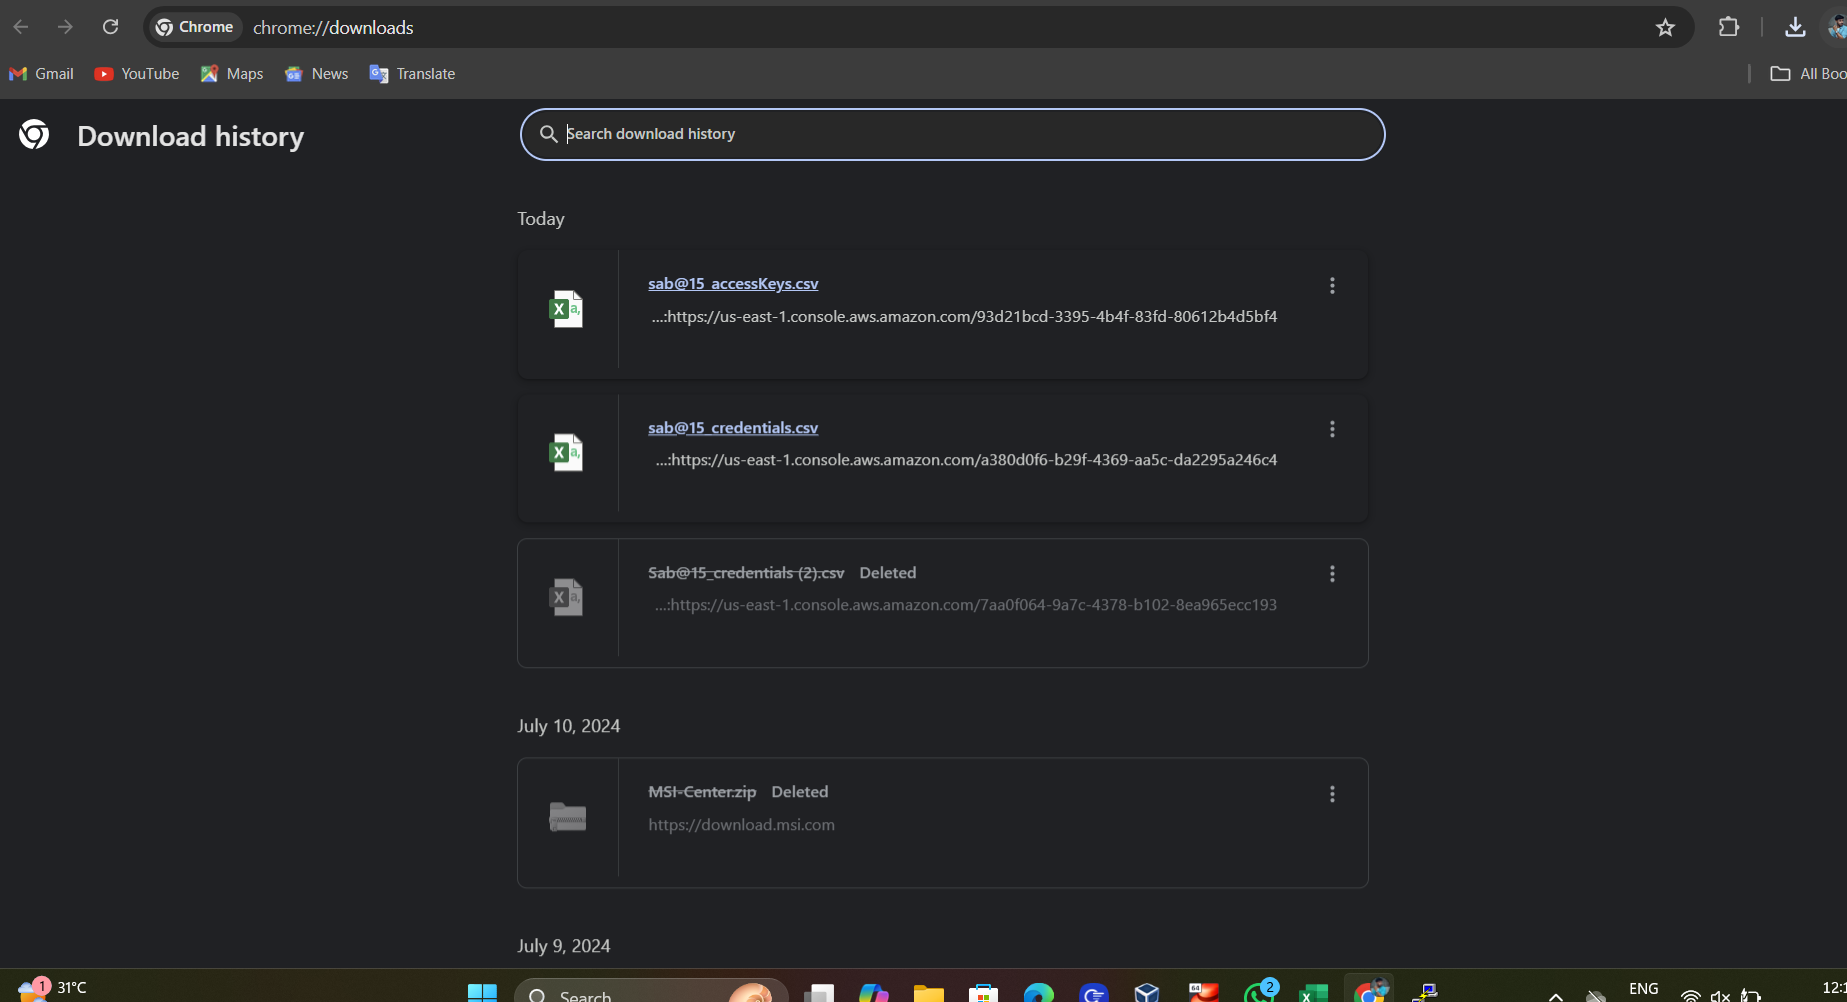 Chrome
chrome://downloads
Gmail
YouTube
Maps
News
Translate
All Boo
Download history
Search download history
Today
sab@15_accessKeys.csv
...:https://us-east-1.console.aws.amazon.com/93d21bcd-3395-4b4f-83fd-80612b4d5bf4
sab@15_credentials.csv
...:https://us-east-1.console.aws.amazon.com/a380d0f6-b29f-4369-aa5c-da2295a246c4
Sab@15_credentials (2).csv Deleted
...:https://us-east-1.console.aws.amazon.com/7aa0f064-9a7c-4378-b102-8ea965ecc193
July 10, 2024
MSI-Center.zip Deleted
https://download.msi.com
July 9, 2024
1
31°C
Search
64
2
ENG